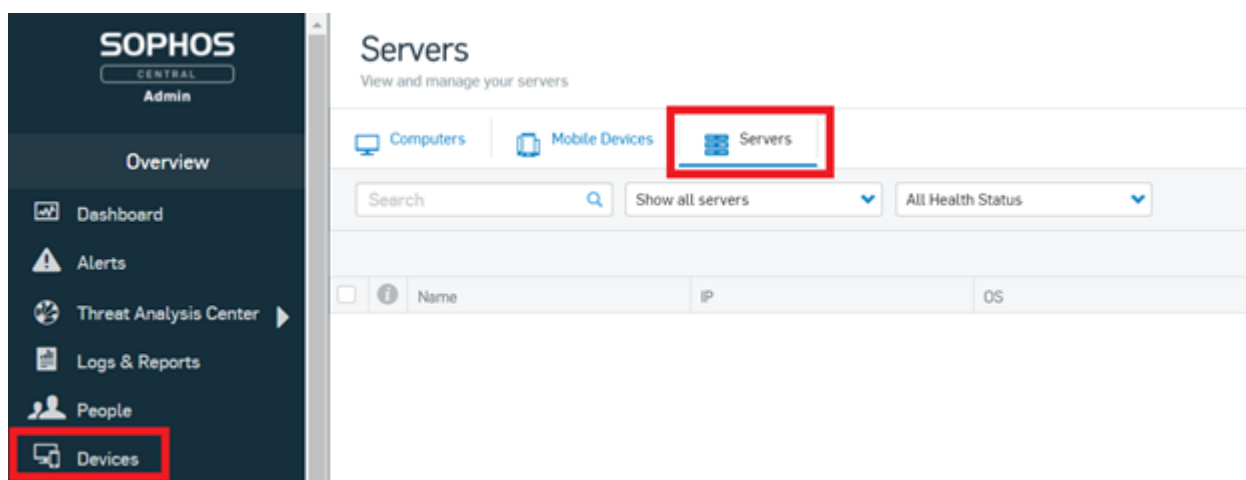 SOPHOS
CENTRAL
Admin
Overview
Dashboard
Alerts
Threat Analysis Center
Logs & Reports
People
Devices
Servers
View and manage your servers
Computers Mobile Devices Servers
Search Show all servers All Health Status
Name IP OS